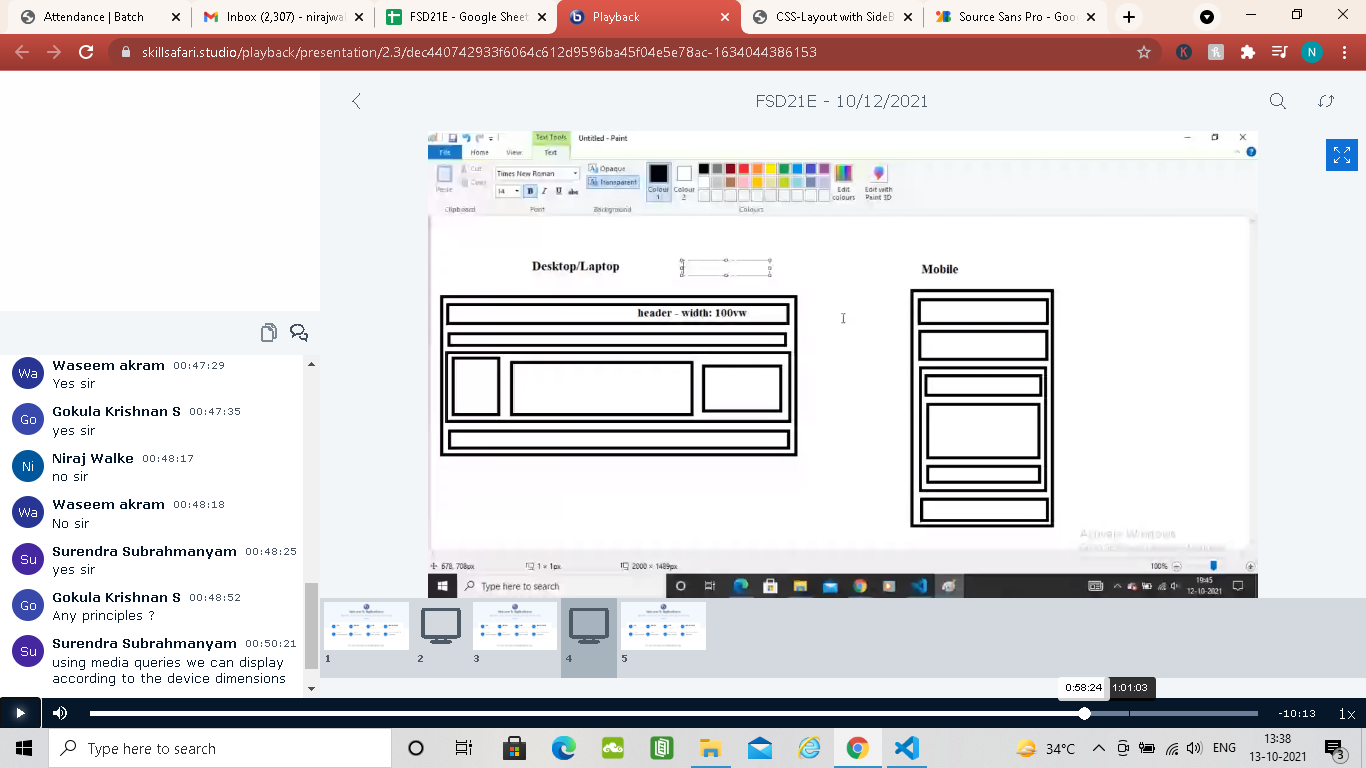 Attendance | Batch
Inbox (2,307) - nirajwal
FSD21E - Google Sheet
Playback
CSS-Layout with SideB
Source Sans Pro - Goo
skillsafari.studio/playback/presentation/2.3/dec440742933f6064c612d9596ba45f04e5e78ac-1634044386153
K
N
FSD21E - 10/12/2021
Text Tools
Untitled - Paint
File
Home
View
Text
Paste
Cut
Copy
Times New Roman
14
B
I
U
abc
Opaque
Transparent
Colour
1
Colour
2
Edit
colours
Edit with
Paint 3D
Clipboard
Font
Background
Colours
Desktop/Laptop
Mobile
header - width: 100vw
Activate Windows
678, 708px
1 × 1px
2000 × 1489px
100%
Type here to search
19:45
12-10-2021
Wa
Waseem akram 00:47:29
Yes sir
Go
Gokula Krishnan S 00:47:35
yes sir
Ni
Niraj Walke 00:48:17
no sir
Wa
Waseem akram 00:48:18
No sir
Su
Surendra Subrahmanyam 00:48:25
yes sir
Go
Gokula Krishnan S 00:48:52
Any principles ?
Su
Surendra Subrahmanyam 00:50:21
using media queries we can display
according to the device dimensions
1
2
3
4
5
0:58:24
1:01:03
-10:13
1x
Type here to search
34°C
ENG
13:38
13-10-2021
3